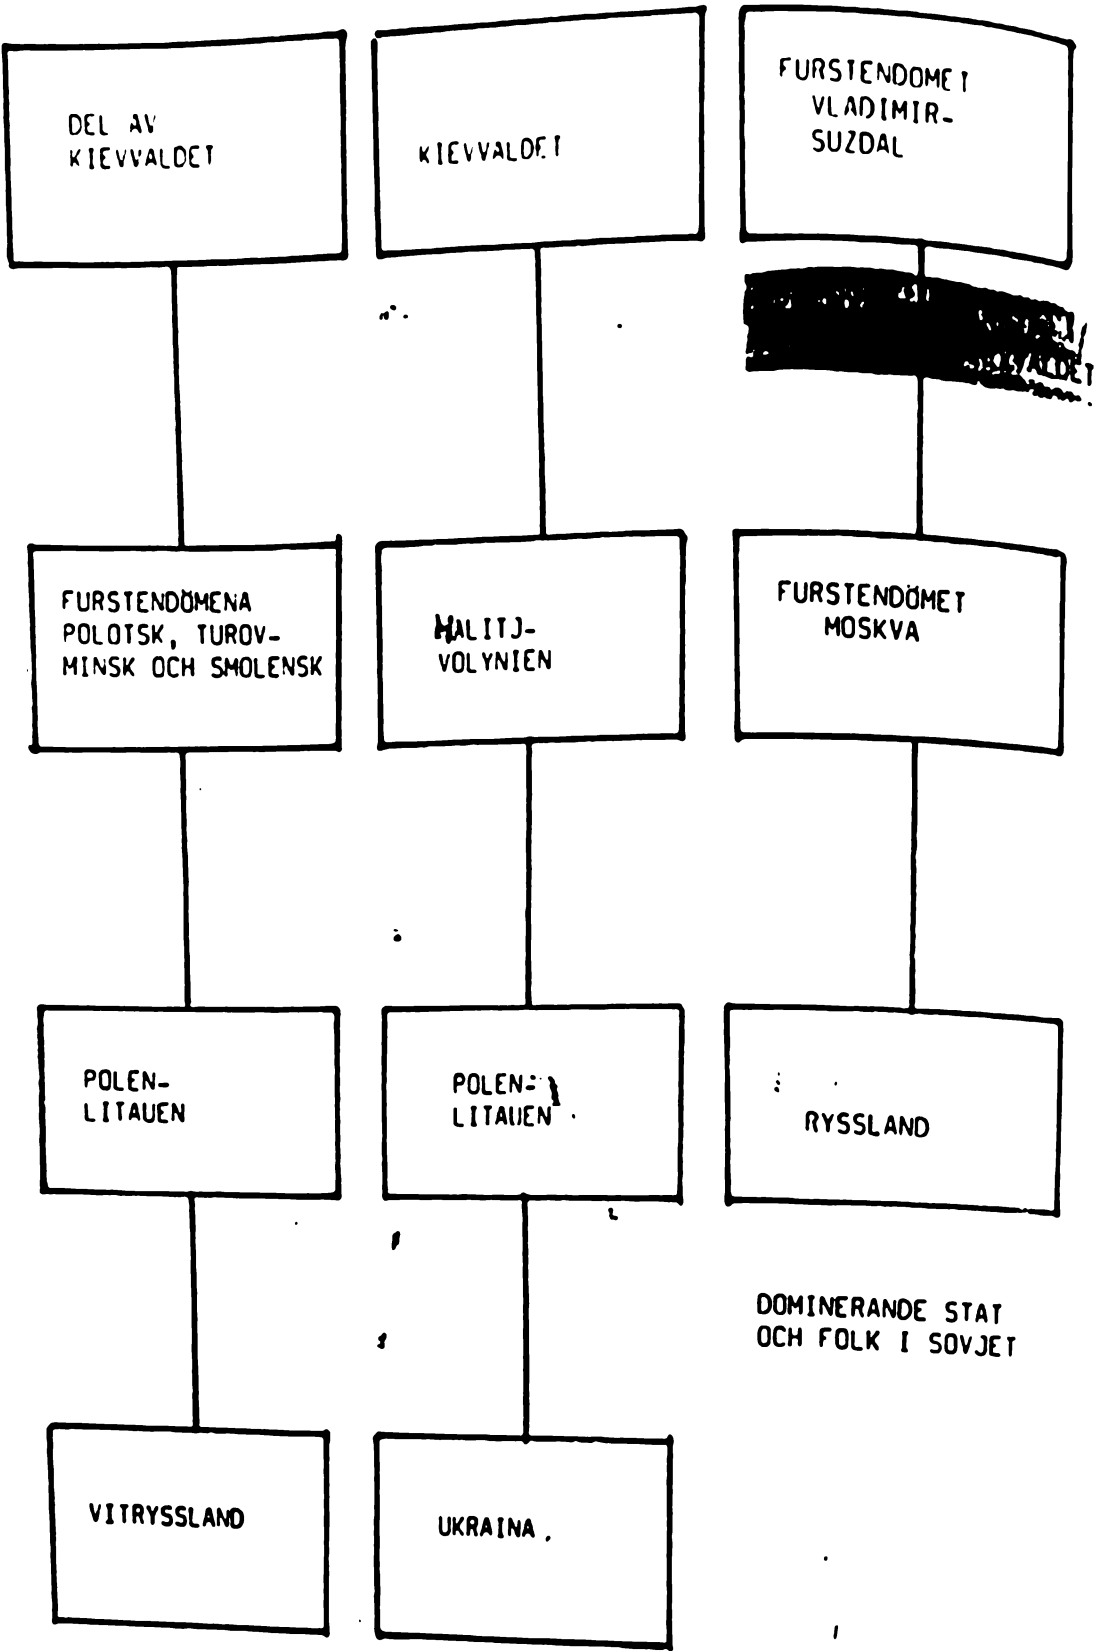 DEL AV
KIEVVALDET
KIEVVALDET
FURSTENDOMET
VLADIMIR-
SUZDAL
FURSTENDÖMENA
POLOTSK, TUROV-
MINSK OCH SMOLENSK
HALITJ-
VOLYNIEN
FURSTENDÖMET
MOSKVA
POLEN-
LITAUEN
POLEN-
LITAUEN
RYSSLAND
DOMINERANDE STAT
OCH FOLK I SOVJET
VITRYSSLAND
UKRAINA.